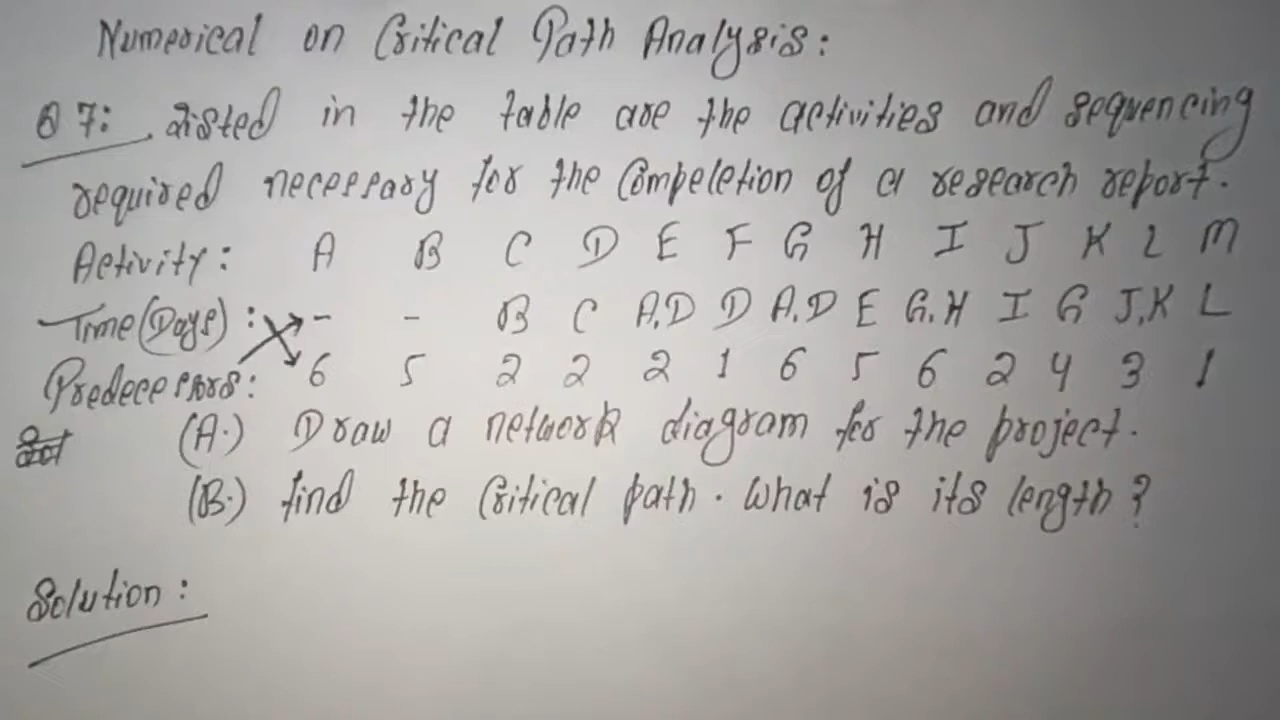 Numerical on Critical Path Analysis:
Q7: Listed in the table are the activities and sequencing
required necessary for the Compeletion of a research report.
Activity: A B C D E F G H I J K L M
Time(Days): - - B C A,D D A,D E G,H I G J,K L
Predecessors: 6 5 2 2 2 1 6 5 6 2 4 3 1
(A.) Draw a network diagram for the project.
(B.) find the Critical path. What is its length?
Solution: